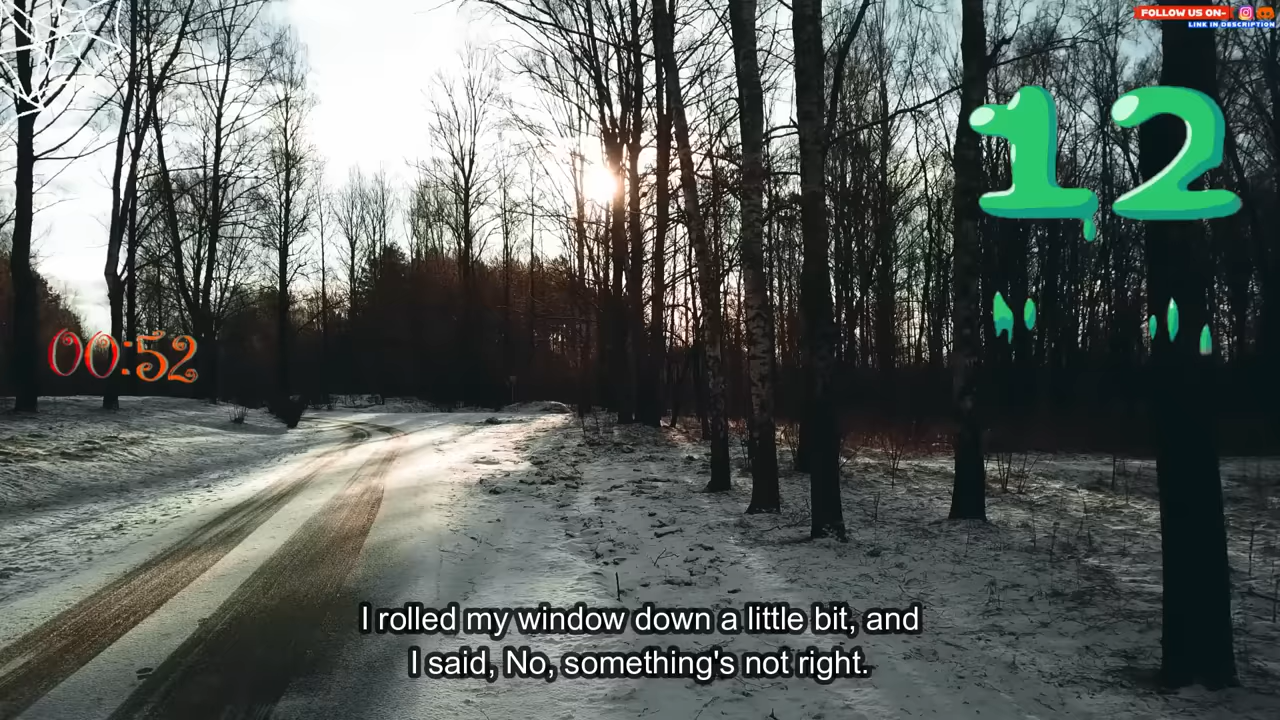 FOLLOW US ON-
LINK IN DESCRIPTION
12
00:52
I rolled my window down a little bit, and
I said, No, something's not right.